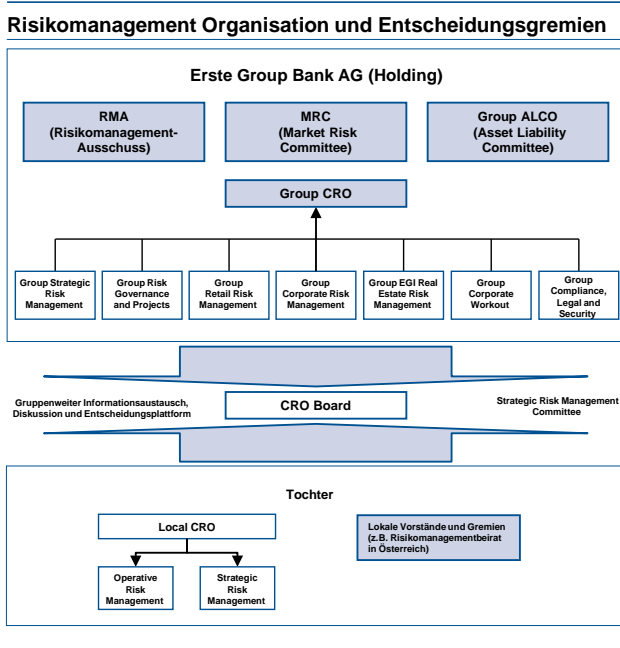 Risikomanagement Organisation und Entscheidungsgremien
Erste Group Bank AG (Holding)
RMA
(Risikomanagement-
Ausschuss)
MRC
(Market Risk
Committee)
Group ALCO
(Asset Liability
Committee)
Group CRO
Group Strategic
Risk
Management
Group Risk
Governance
and Projects
Group
Retail Risk
Management
Group
Corporate Risk
Management
Group EGI Real
Estate Risk
Management
Group
Corporate
Workout
Group
Compliance,
Legal and
Security
Gruppenweiter Informationsaustausch,
Diskussion und Entscheidungsplattform
CRO Board
Strategic Risk Management
Committee
Tochter
Local CRO
Operative
Risk
Management
Strategic
Risk
Management
Lokale Vorstände und Gremien
(z.B. Risikomanagementbeirat
in Österreich)